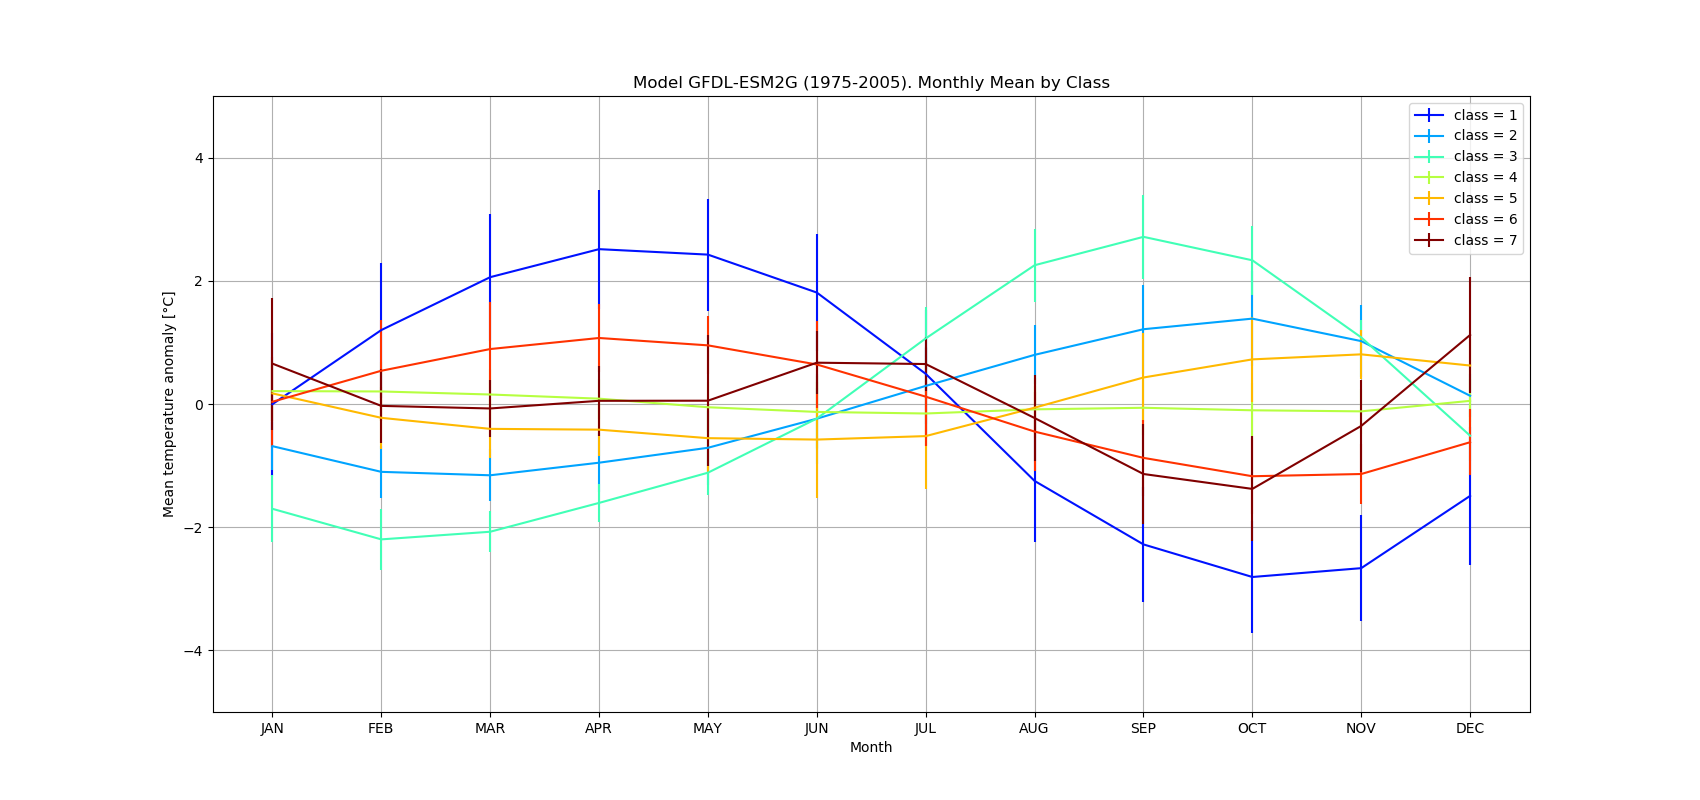 Model GFDL-ESM2G (1975-2005). Monthly Mean by Class
class = 1
class = 2
class = 3
class = 4
class = 5
class = 6
class = 7
Mean temperature anomaly [°C]
4
2
0
−2
−4
JAN FEB MAR APR MAY JUN JUL AUG SEP OCT NOV DEC
Month